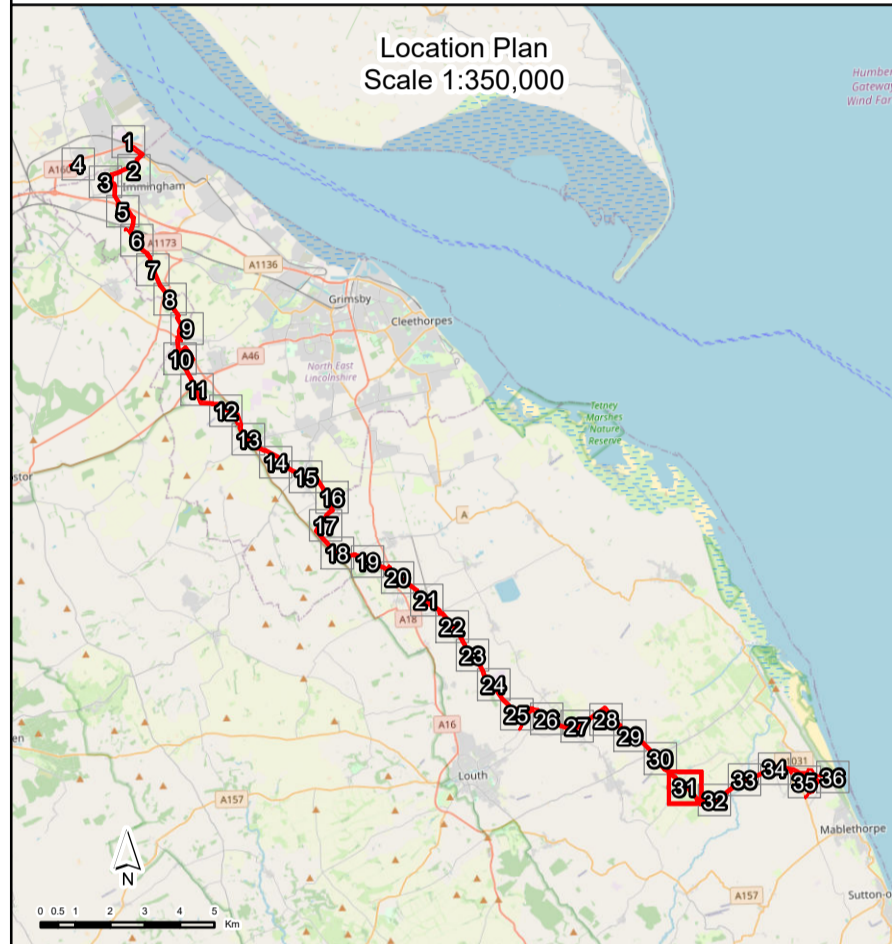 Location Plan
Scale 1:350,000
Humber
Gateway
Wind Far
1
4
A160
2
3
Immingham
5
6
A1173
7
A1136
8
Grimsby
9
Cleethorpes
10
A46
North East
Lincolnshire
11
12
Tetney
Marshes
Nature
Reserve
13
14
15
stor
16
A
17
18
19
20
21
A18
22
23
24
25
26
27
28
A16
29
en
30
1031
34
36
Louth
33
35
31
A157
32
Mablethorpe
N
A157
Sutton-o
0 0.5 1 2 3 4 5
Km